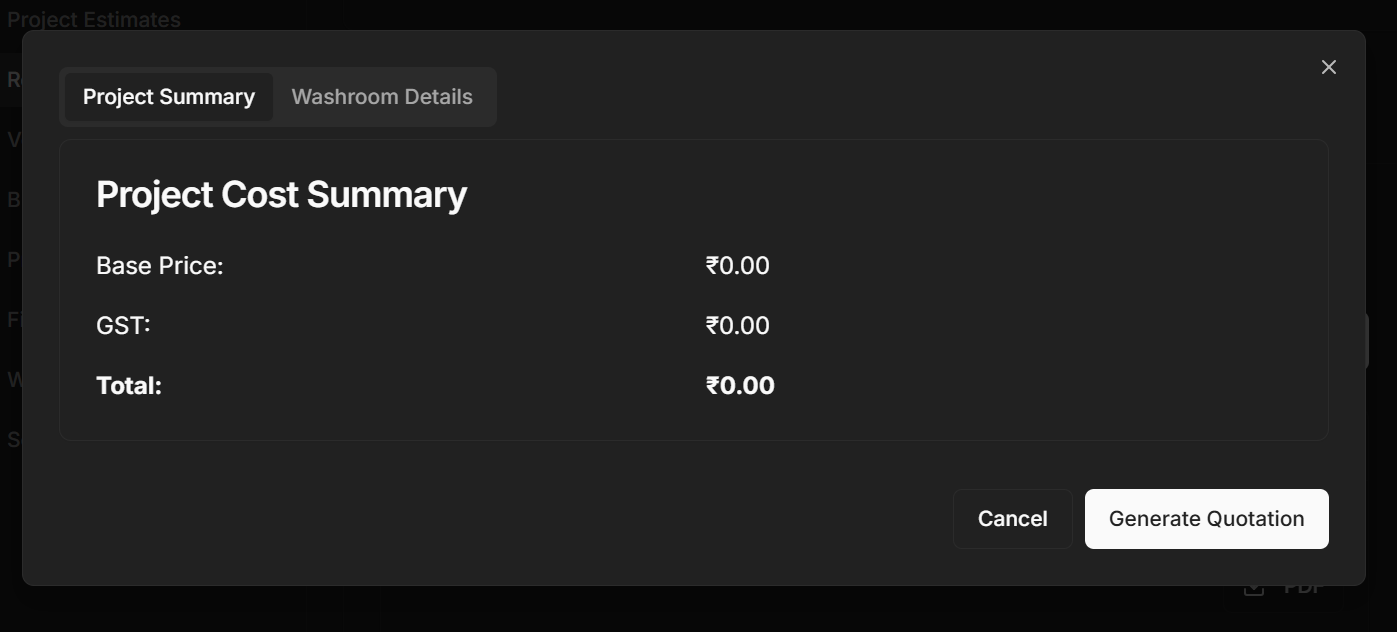 Project Estimates
Project Summary
Washroom Details
Project Cost Summary
Base Price: ₹0.00
GST: ₹0.00
Total: ₹0.00
Cancel
Generate Quotation
PDF